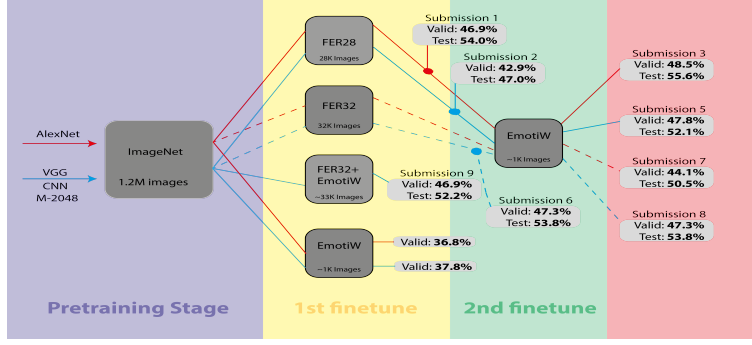 AlexNet
VGG
CNN
M-2048
ImageNet
1.2M images
FER28
28K Images
FER32
32K Images
FER32+
EmotiW
~33K Images
EmotiW
~1K Images
Submission 1
Valid: 46.9%
Test: 54.0%
Submission 2
Valid: 42.9%
Test: 47.0%
Submission 9
Valid: 46.9%
Test: 52.2%
Valid: 36.8%
Valid: 37.8%
EmotiW
~1K Images
Submission 6
Valid: 47.3%
Test: 53.8%
Submission 3
Valid: 48.5%
Test: 55.6%
Submission 5
Valid: 47.8%
Test: 52.1%
Submission 7
Valid: 44.1%
Test: 50.5%
Submission 8
Valid: 47.3%
Test: 53.8%
Pretraining Stage
1st finetune
2nd finetune